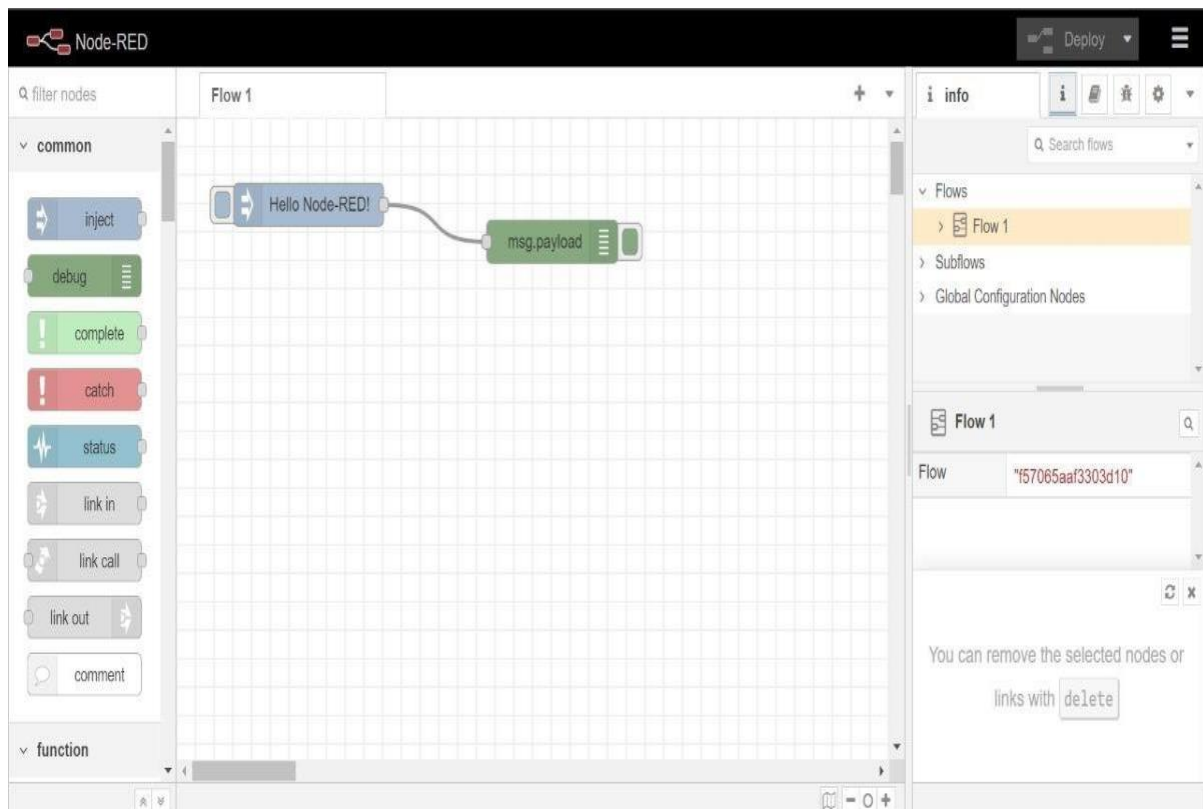 Node-RED
Deploy
filter nodes
Flow 1
i info
common
Search flows
inject
Hello Node-RED!
Flows
Flow 1
msg.payload
debug
Subflows
Global Configuration Nodes
complete
catch
Flow 1
status
Flow
"f57065aaf3303d10"
link in
link call
link out
You can remove the selected nodes or
links with delete
comment
function